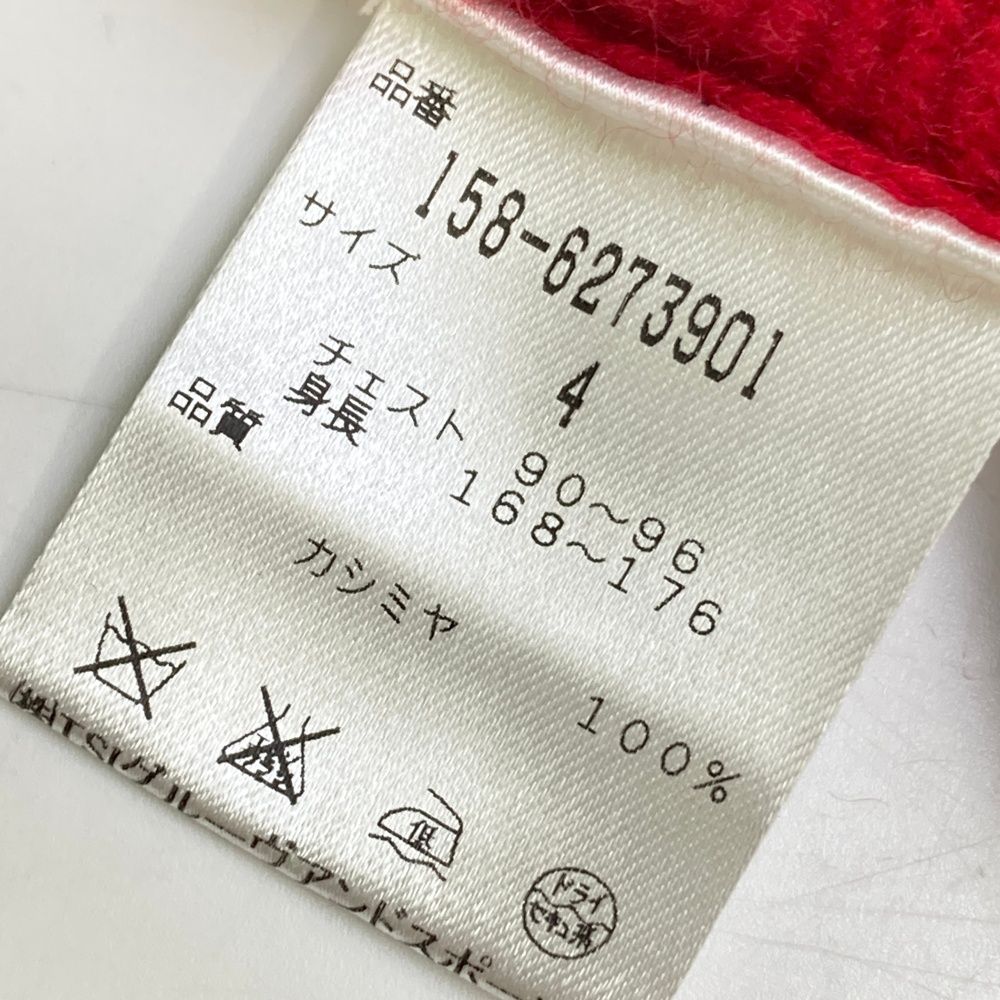 品番
158-6273901
サイズ
4
チェスト 90〜96
身長 168〜176
品質
カシミヤ 100%
低
ドライ
セキユ系
TSIグルーヴアンドスポー